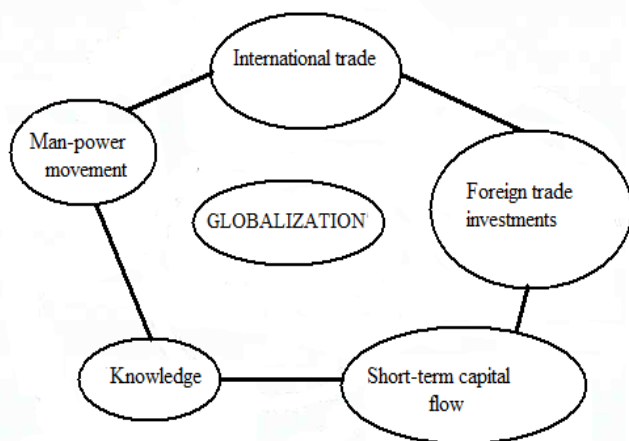 International trade
Man-power
movement
Foreign trade
investments
GLOBALIZATION
Knowledge
Short-term capital
flow